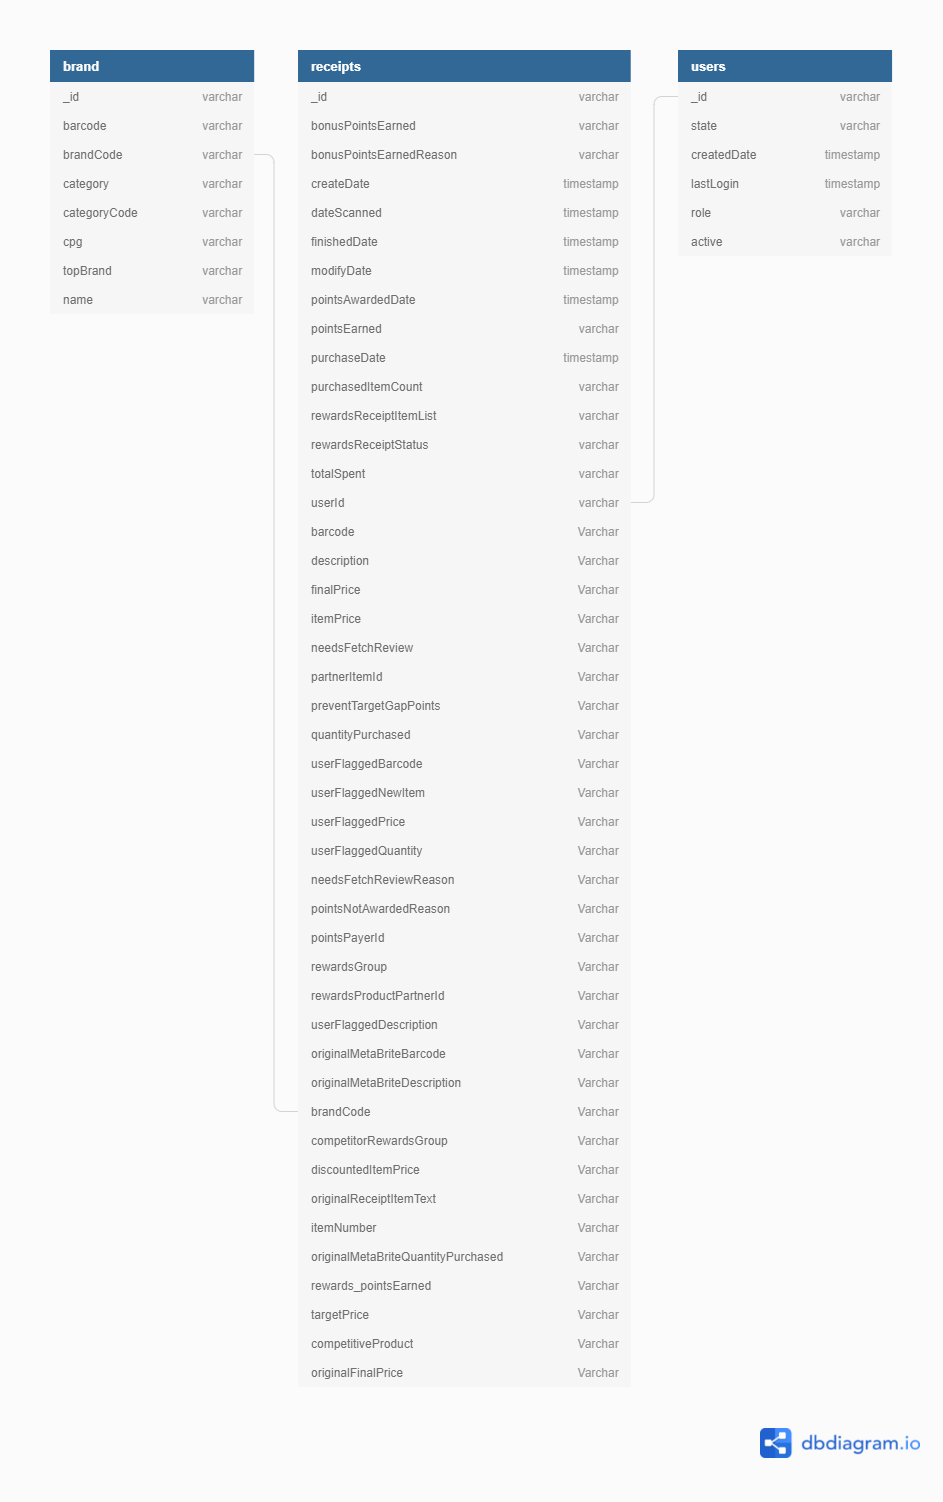 brand
_id varchar
barcode varchar
brandCode varchar
category varchar
categoryCode varchar
cpg varchar
topBrand varchar
name varchar
receipts
_id varchar
bonusPointsEarned varchar
bonusPointsEarnedReason varchar
createDate timestamp
dateScanned timestamp
finishedDate timestamp
modifyDate timestamp
pointsAwardedDate timestamp
pointsEarned varchar
purchaseDate timestamp
purchasedItemCount varchar
rewardsReceiptItemList varchar
rewardsReceiptStatus varchar
totalSpent varchar
userId varchar
barcode Varchar
description Varchar
finalPrice Varchar
itemPrice Varchar
needsFetchReview Varchar
partnerItemId Varchar
preventTargetGapPoints Varchar
quantityPurchased Varchar
userFlaggedBarcode Varchar
userFlaggedNewItem Varchar
userFlaggedPrice Varchar
userFlaggedQuantity Varchar
needsFetchReviewReason Varchar
pointsNotAwardedReason Varchar
pointsPayerId Varchar
rewardsGroup Varchar
rewardsProductPartnerId Varchar
userFlaggedDescription Varchar
originalMetaBriteBarcode Varchar
originalMetaBriteDescription Varchar
brandCode Varchar
competitorRewardsGroup Varchar
discountedItemPrice Varchar
originalReceiptItemText Varchar
itemNumber Varchar
originalMetaBriteQuantityPurchased Varchar
rewards_pointsEarned Varchar
targetPrice Varchar
competitiveProduct Varchar
originalFinalPrice Varchar
users
_id varchar
state varchar
createdDate timestamp
lastLogin timestamp
role varchar
active varchar
dbdiagram.io